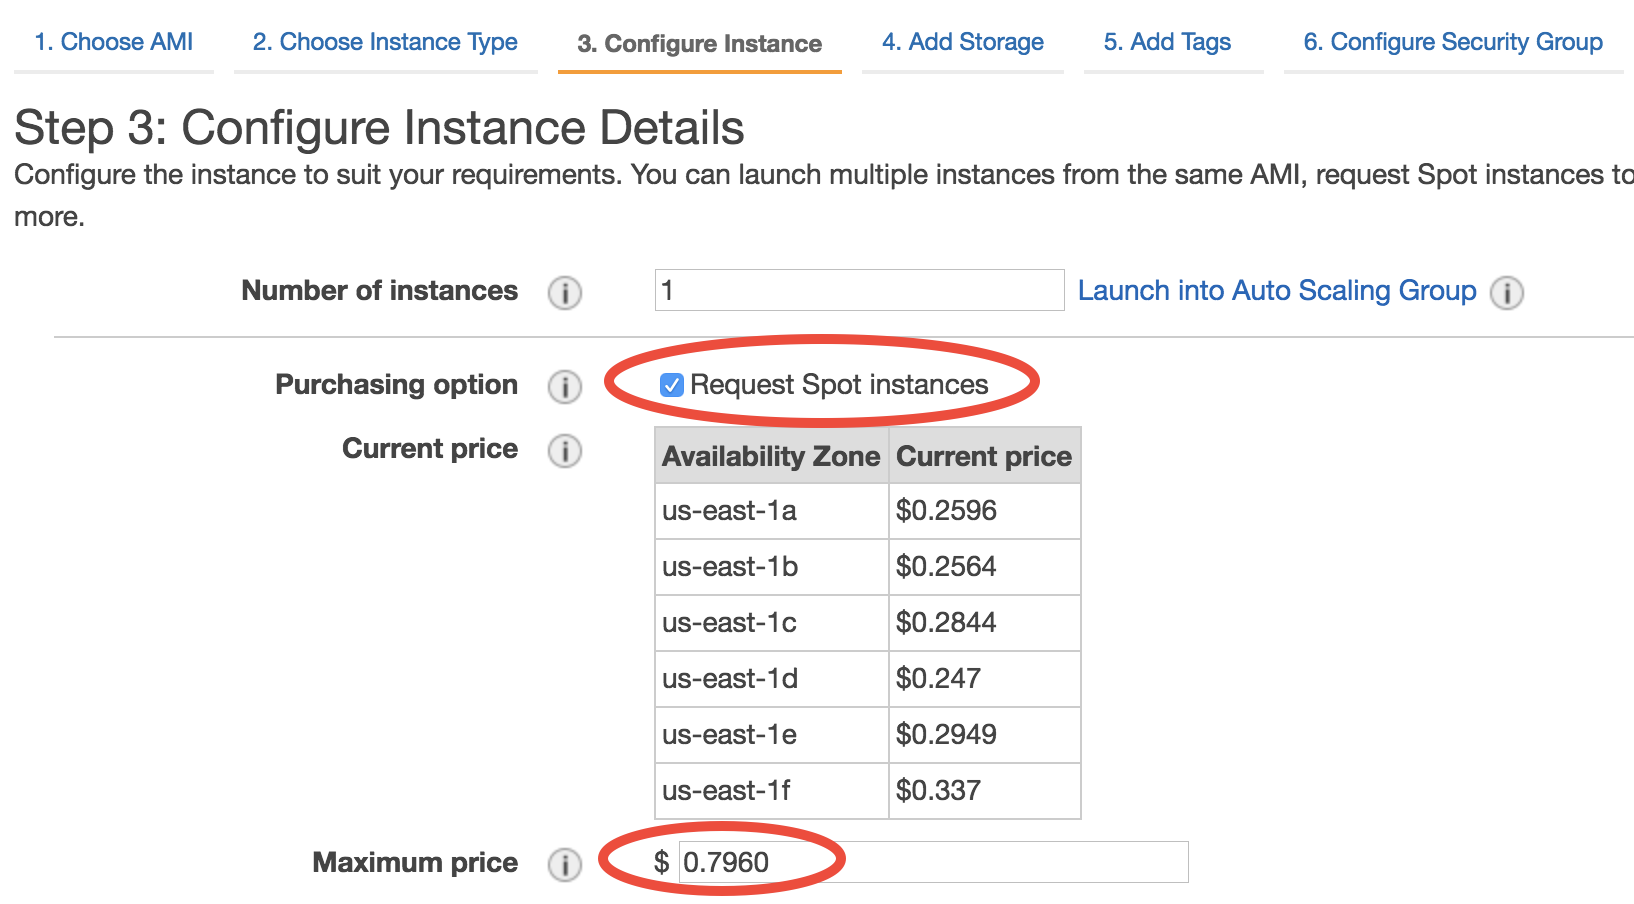 1. Choose AMI 2. Choose Instance Type 3. Configure Instance 4. Add Storage 5. Add Tags 6. Configure Security Group
Step 3: Configure Instance Details
Configure the instance to suit your requirements. You can launch multiple instances from the same AMI, request Spot instances to
more.
Number of instances 1 Launch into Auto Scaling Group
Purchasing option Request Spot instances
Current price Availability Zone Current price
us-east-1a $0.2596
us-east-1b $0.2564
us-east-1c $0.2844
us-east-1d $0.247
us-east-1e $0.2949
us-east-1f $0.337
Maximum price $ 0.7960